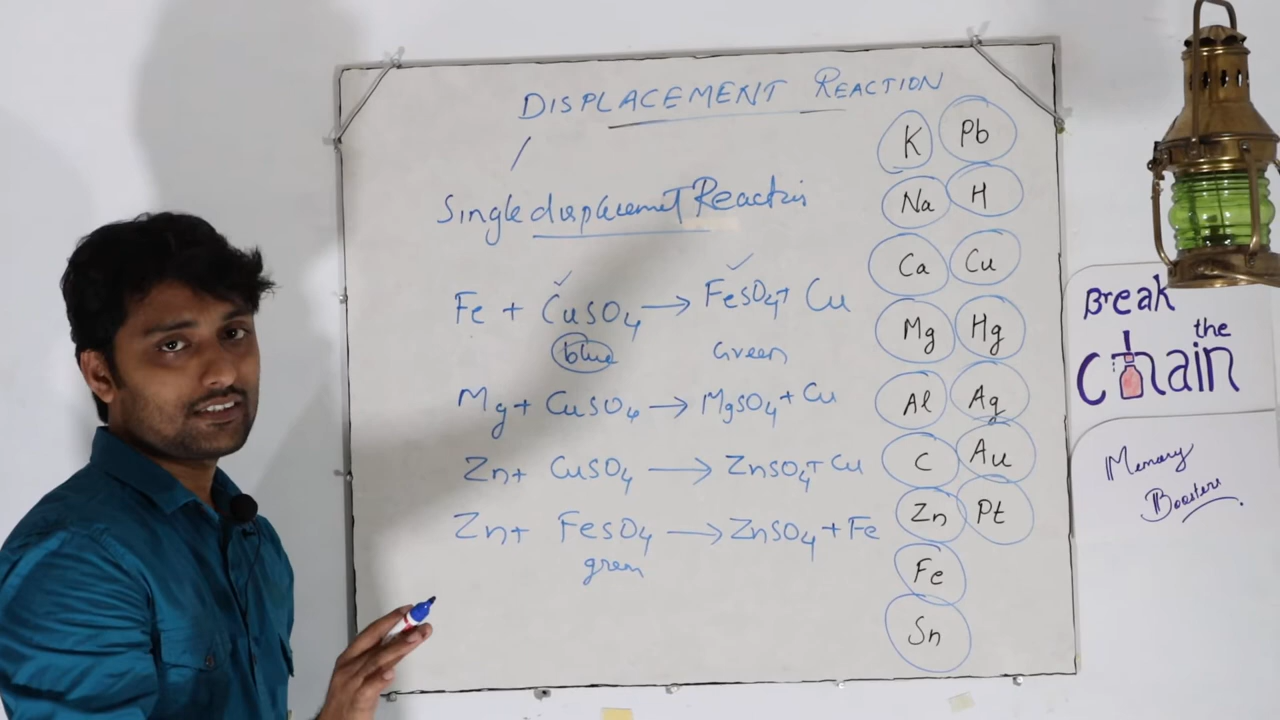 DISPLACEMENT REACTION
Single displacement Reaction
Fe + CuSO4 → FeSO4 + Cu
blue Green
Mg + CuSO4 → MgSO4 + Cu
Zn + CuSO4 → ZnSO4 + Cu
Zn + FeSO4 → ZnSO4 + Fe
green
K Pb
Na H
Ca Cu
Mg Hg
Al Ag
C Au
Zn Pt
Fe
Sn
Break
the
Chain
Memory
Boosters